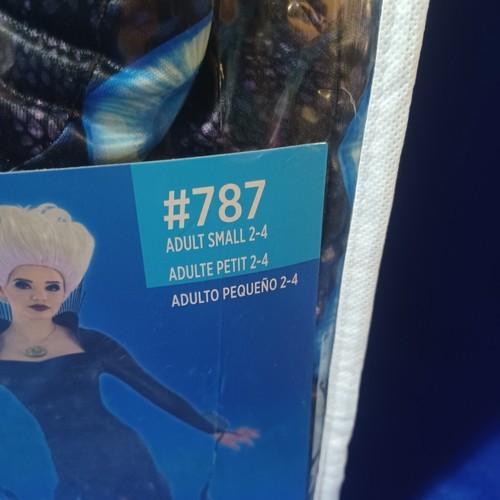 #787
ADULT SMALL 2-4
ADULTE PETIT 2-4
ADULTO PEQUEÑO 2-4